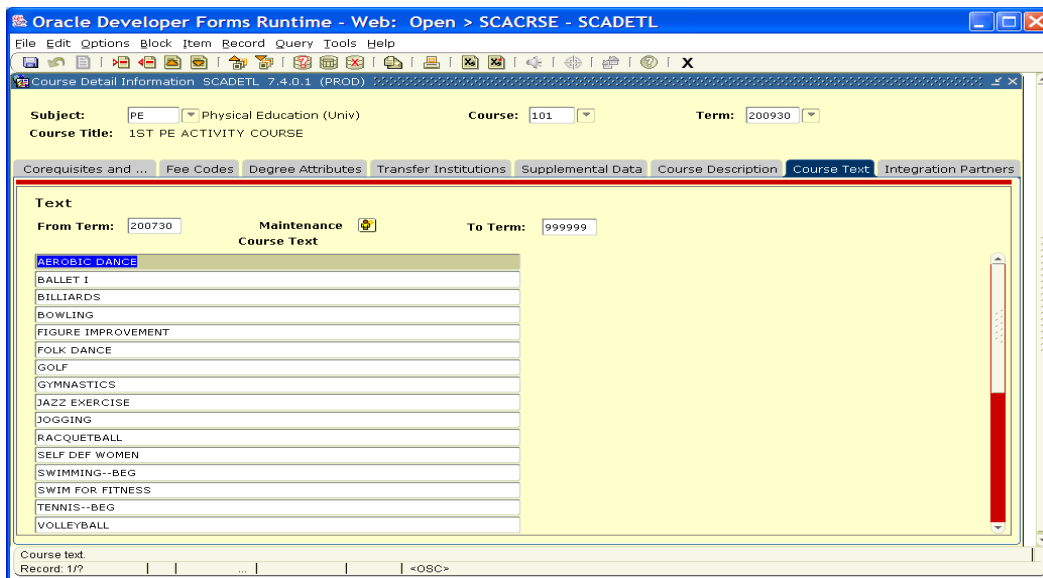 Oracle Developer Forms Runtime - Web: Open > SCACRSE - SCADETL
File Edit Options Block Item Record Query Tools Help
Course Detail Information SCADETL 7.4.0.1 (PROD)
Subject: PE Physical Education (Univ) Course: 101 Term: 200930
Course Title: 1ST PE ACTIVITY COURSE
Corequisites and ... Fee Codes Degree Attributes Transfer Institutions Supplemental Data Course Description Course Text Integration Partners
Text
From Term: 200730 Maintenance To Term: 999999
Course Text
AEROBIC DANCE
BALLET I
BILLIARDS
BOWLING
FIGURE IMPROVEMENT
FOLK DANCE
GOLF
GYMNASTICS
JAZZ EXERCISE
JOGGING
RACQUETBALL
SELF DEF WOMEN
SWIMMING--BEG
SWIM FOR FITNESS
TENNIS--BEG
VOLLEYBALL
Course text.
Record: 1/? ... <OSC>